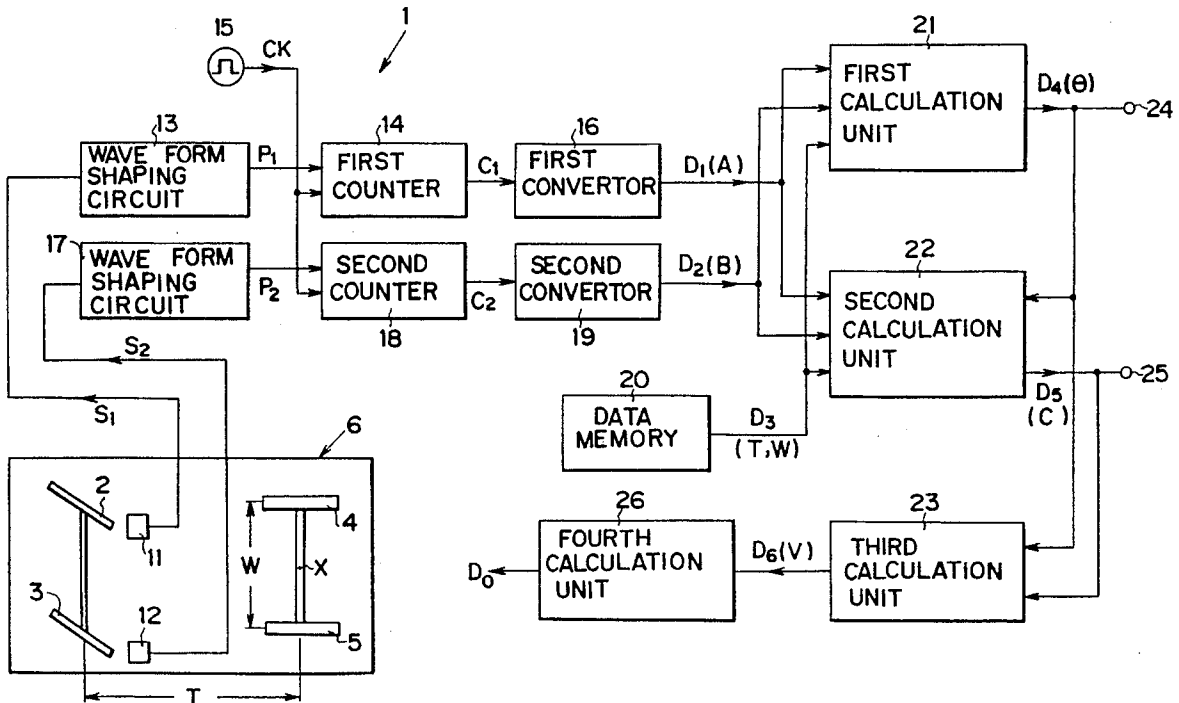 1
15
CK
21
FIRST
CALCULATION
UNIT
D4(θ)
24
13
WAVE FORM
SHAPING
CIRCUIT
P1
14
FIRST
COUNTER
C1
16
FIRST
CONVERTOR
D1(A)
17
WAVE FORM
SHAPING
CIRCUIT
P2
SECOND
COUNTER
18
C2
SECOND
CONVERTOR
19
D2(B)
22
SECOND
CALCULATION
UNIT
D5
(C)
25
S2
S1
20
DATA
MEMORY
D3
(T,W)
6
2
11
3
12
W
X
4
5
T
26
FOURTH
CALCULATION
UNIT
D0
D6(V)
23
THIRD
CALCULATION
UNIT